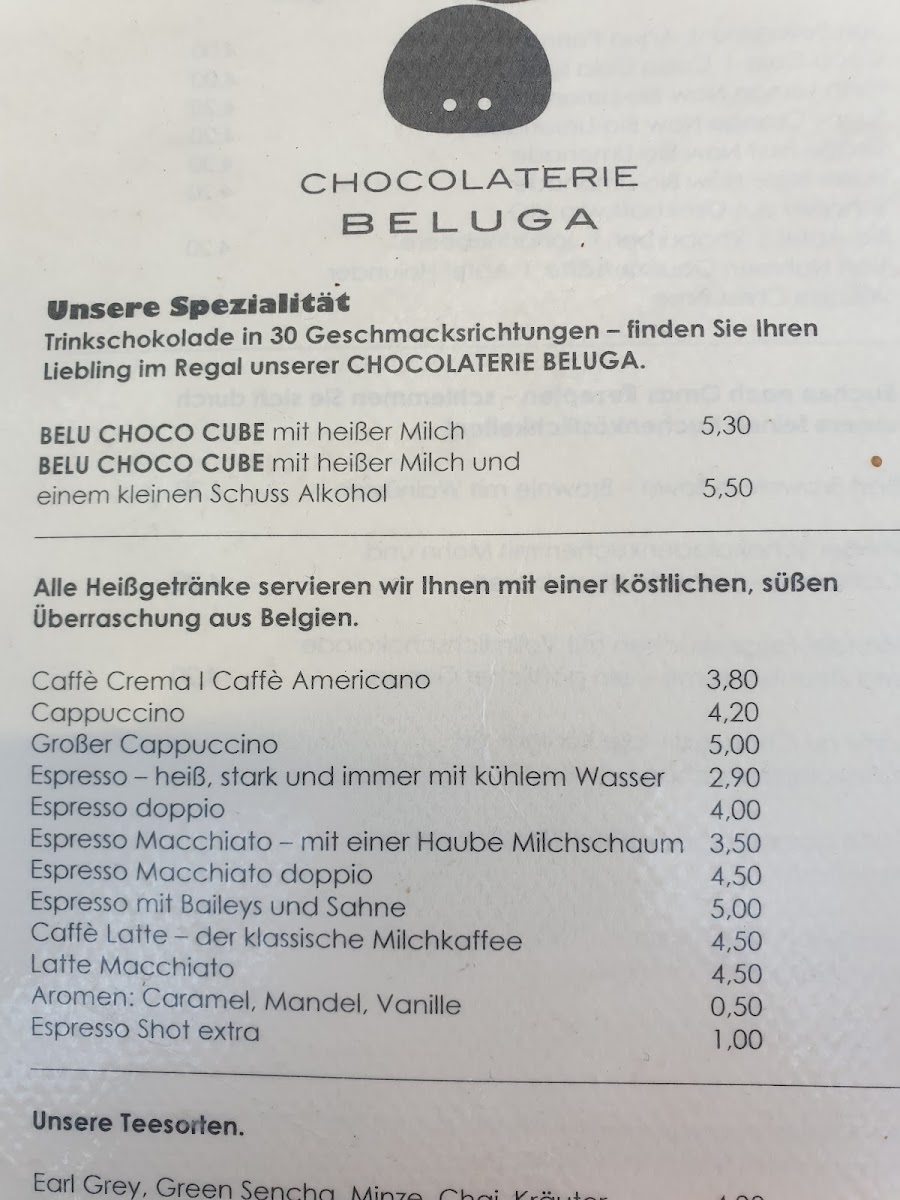 CHOCOLATERIE
BELUGA
Unsere Spezialität
Trinkschokolade in 30 Geschmacksrichtungen – finden Sie Ihren
Liebling im Regal unserer CHOCOLATERIE BELUGA.
BELU CHOCO CUBE mit heißer Milch 5,30
BELU CHOCO CUBE mit heißer Milch und
einem kleinen Schuss Alkohol 5,50
Alle Heißgetränke servieren wir Ihnen mit einer köstlichen, süßen
Überraschung aus Belgien.
Caffè Crema I Caffè Americano 3,80
Cappuccino 4,20
Großer Cappuccino 5,00
Espresso – heiß, stark und immer mit kühlem Wasser 2,90
Espresso doppio 4,00
Espresso Macchiato – mit einer Haube Milchschaum 3,50
Espresso Macchiato doppio 4,50
Espresso mit Baileys und Sahne 5,00
Caffè Latte – der klassische Milchkaffee 4,50
Latte Macchiato 4,50
Aromen: Caramel, Mandel, Vanille 0,50
Espresso Shot extra 1,00
Unsere Teesorten.
Earl Grey, Green Sencha, Minze, Chai, Kräuter